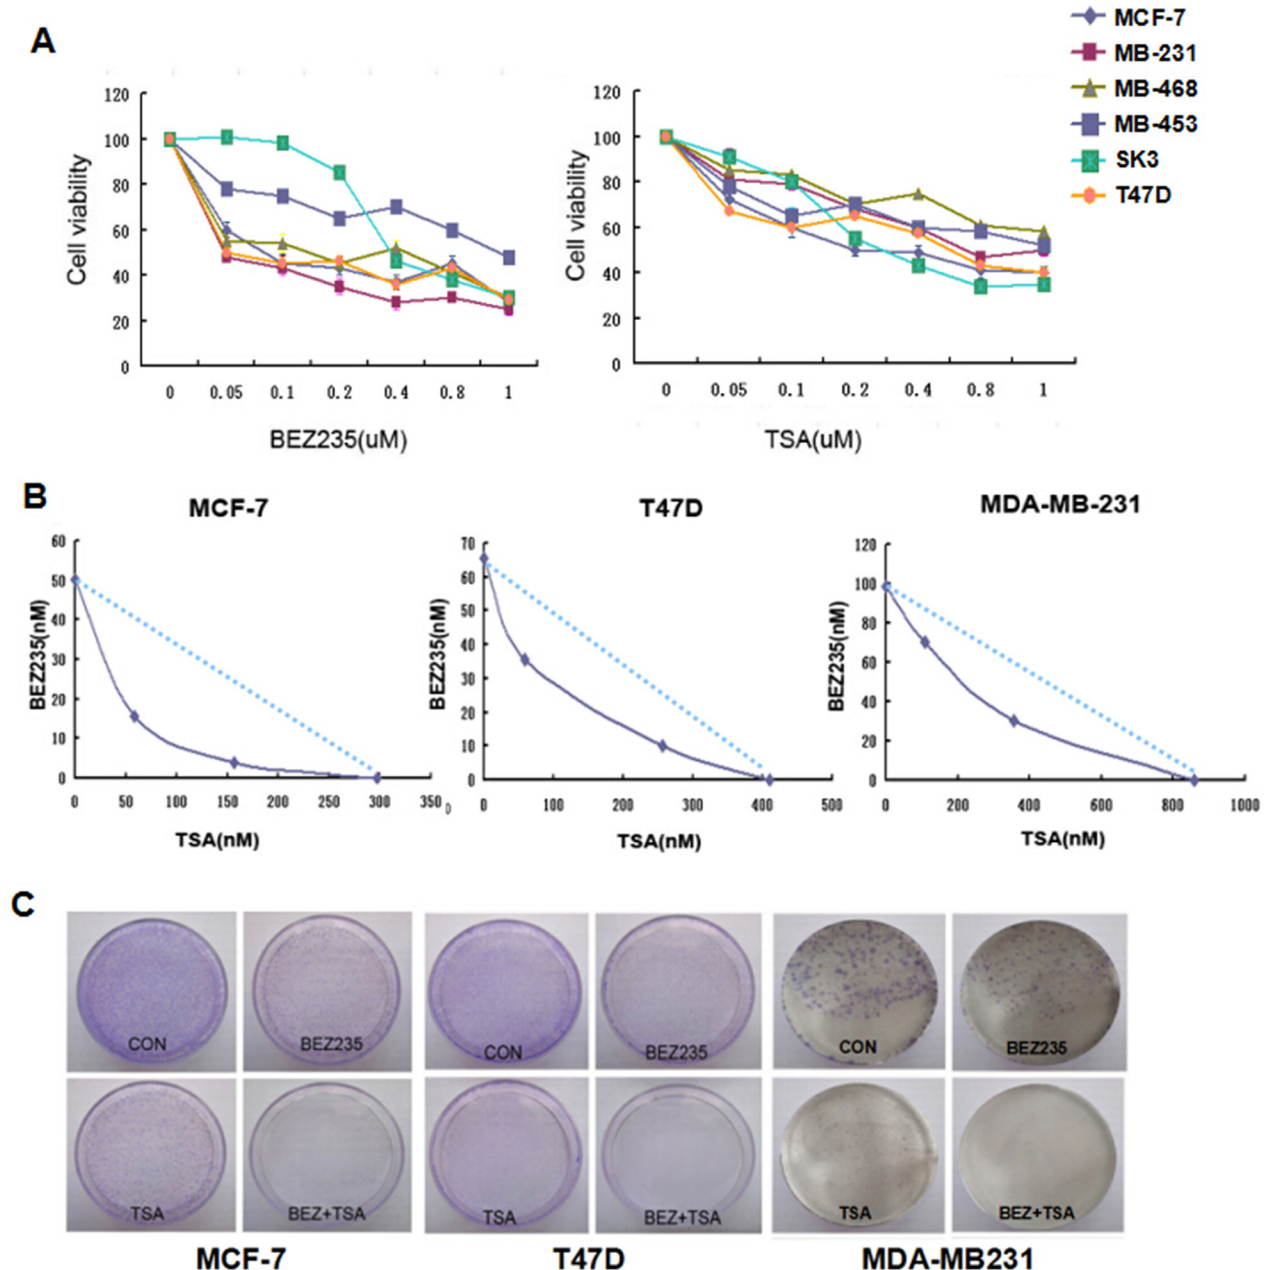 A
MCF-7
MB-231
MB-468
MB-453
SK3
T47D
Cell viability
120
100
80
60
40
20
0
0 0.05 0.1 0.2 0.4 0.8 1
BEZ235(uM)
Cell viability
120
100
80
60
40
20
0
0 0.05 0.1 0.2 0.4 0.8 1
TSA(uM)
B
MCF-7
BEZ235(nM)
60
50
40
30
20
10
0
0 50 100 150 200 250 300 350
TSA(nM)
T47D
BEZ235(nM)
70
60
50
40
30
20
10
0
0
0 100 200 300 400 500
TSA(nM)
MDA-MB-231
BEZ235(nM)
120
100
80
60
40
20
0
0 200 400 600 800 1000
TSA(nM)
C
CON BEZ235 CON BEZ235 CON BEZ235
TSA BEZ+TSA TSA BEZ+TSA TSA BEZ+TSA
MCF-7 T47D MDA-MB231